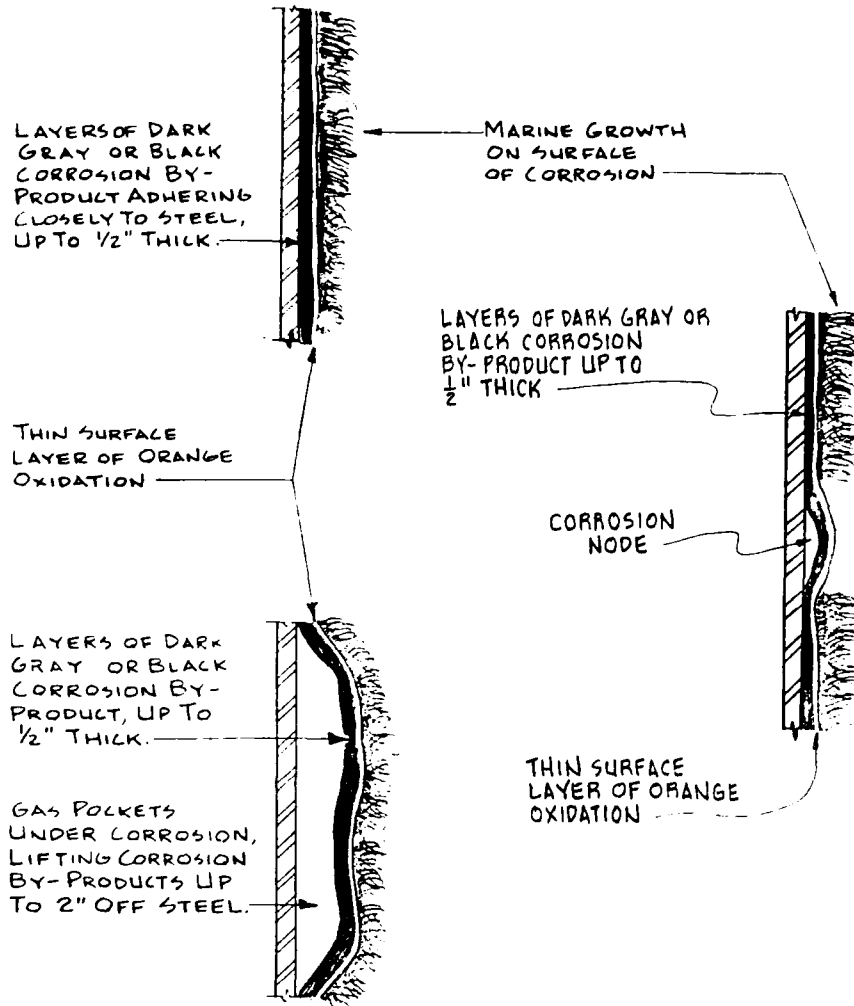 LAYERS OF DARK
GRAY OR BLACK
CORROSION BY-
PRODUCT ADHERING
CLOSELY TO STEEL,
UP TO 1/2" THICK.
MARINE GROWTH
ON SURFACE
OF CORROSION
LAYERS OF DARK GRAY OR
BLACK CORROSION
BY-PRODUCT UP TO
1/2" THICK
THIN SURFACE
LAYER OF ORANGE
OXIDATION
CORROSION
NODE
LAYERS OF DARK
GRAY OR BLACK
CORROSION BY-
PRODUCT, UP TO
1/2" THICK.
GAS POCKETS
UNDER CORROSION,
LIFTING CORROSION
BY-PRODUCTS UP
TO 2" OFF STEEL.
THIN SURFACE
LAYER OF ORANGE
OXIDATION